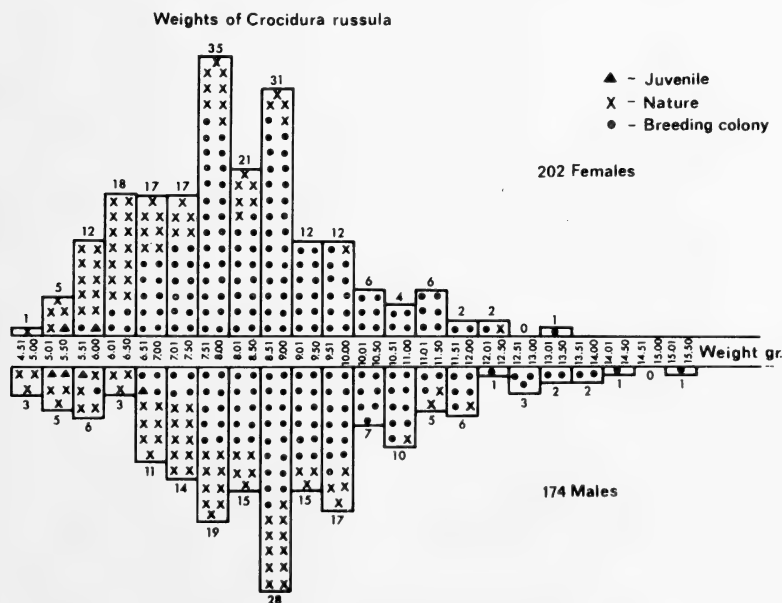 Weights of Crocidura russula
▲ - Juvenile
X - Nature
● - Breeding colony
202 Females
1 5 12 18 17 17 35 21 31 12 12 6 4 6 2 2 0 1
4.51 5.01 5.51 6.01 6.51 7.01 7.51 8.01 8.51 9.01 9.51 10.01 10.51 11.01 11.51 12.01 12.51 13.01 13.51 14.01 14.51 15.01
5.00 5.50 6.00 6.50 7.00 7.50 8.00 8.50 9.00 9.50 10.00 10.50 11.00 11.50 12.00 12.50 13.00 13.50 14.00 14.50 15.00 15.50
Weight gr.
3 5 6 3 11 14 19 15 28 15 17 7 10 5 6 1 3 2 2 1 0 1
174 Males